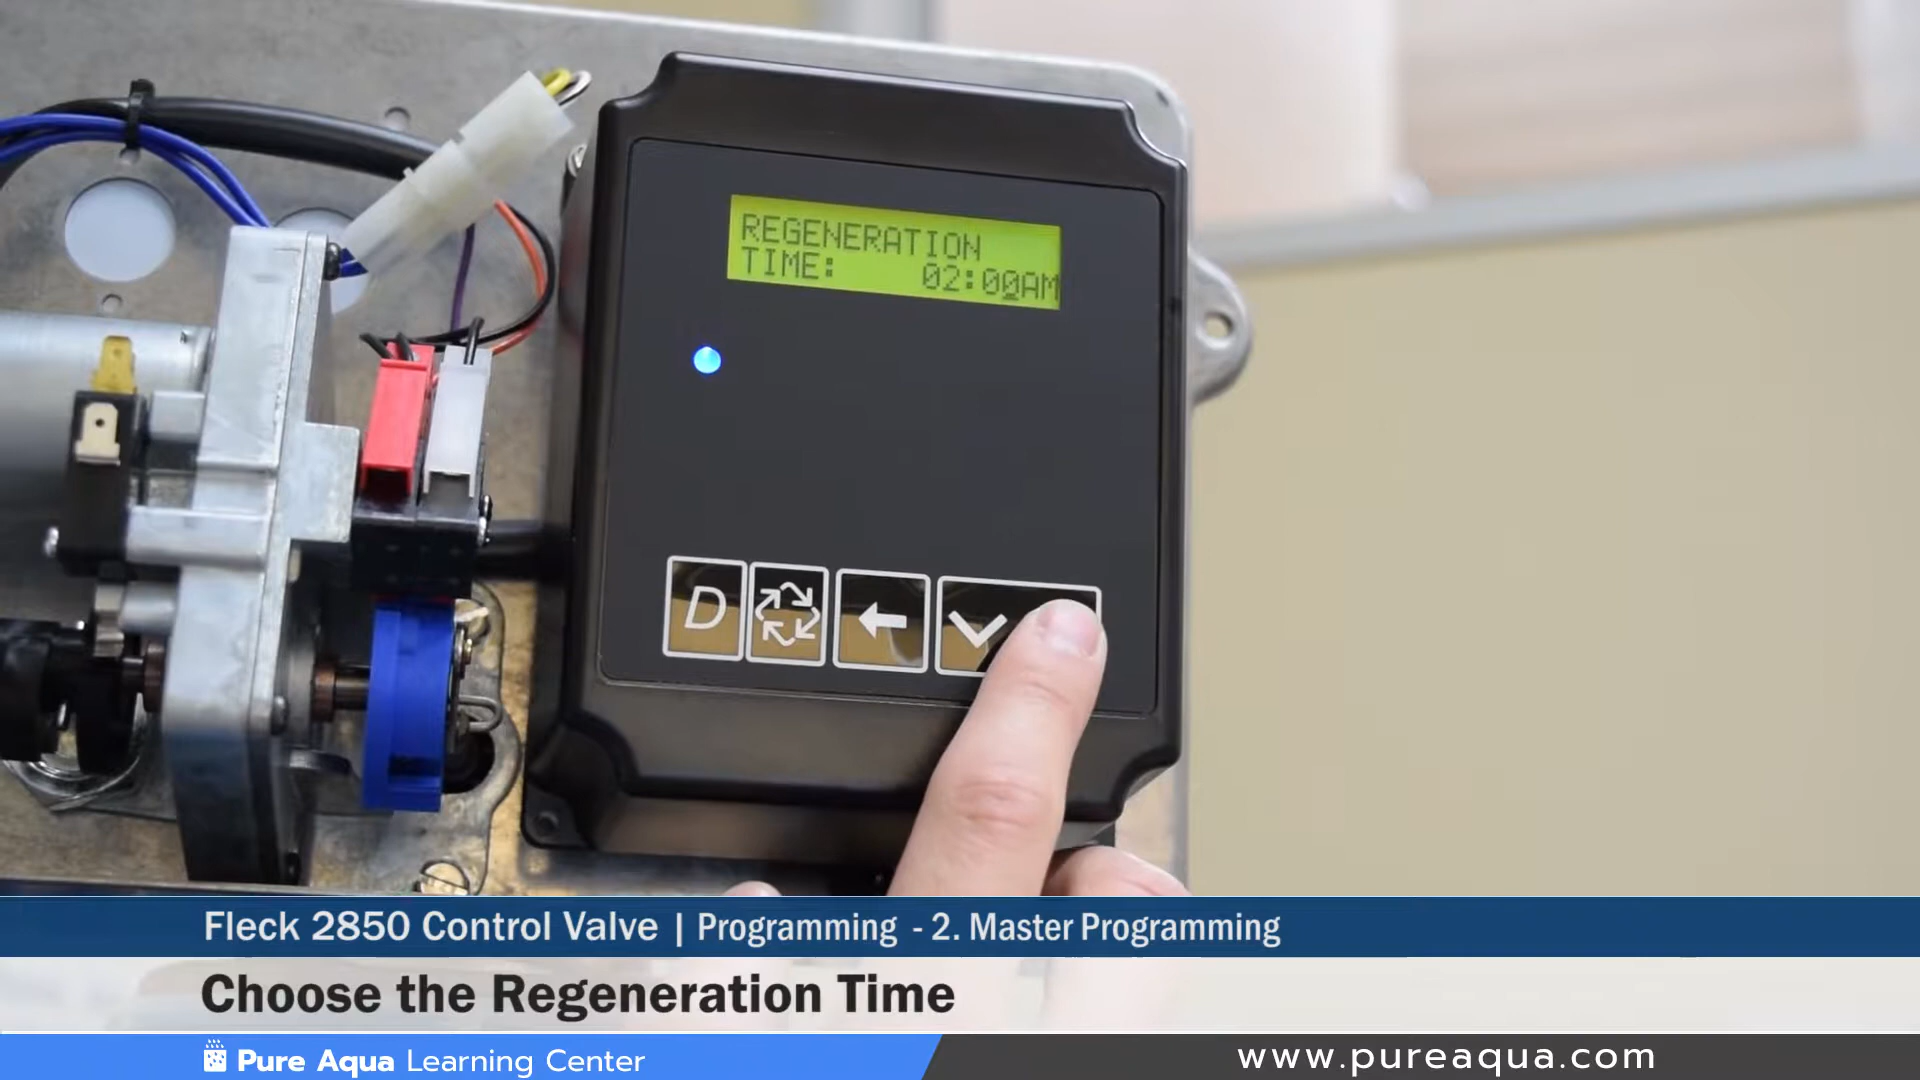 REGENERATION
TIME: 02:00AM
D
Fleck 2850 Control Valve | Programming - 2. Master Programming
Choose the Regeneration Time
Pure Aqua Learning Center
www.pureaqua.com